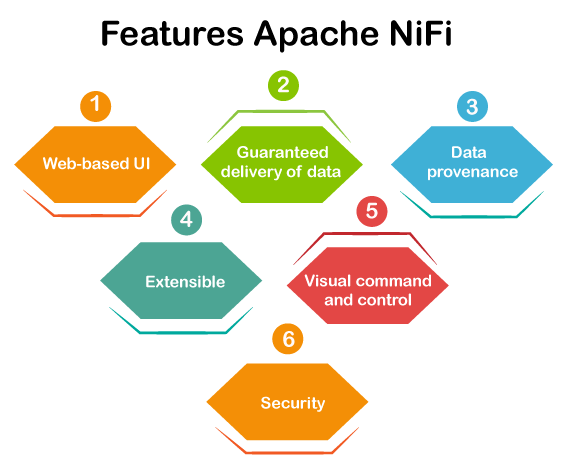 Features Apache NiFi
1
Web-based UI
2
Guaranteed
delivery of data
3
Data
provenance
4
Extensible
5
Visual command
and control
6
Security